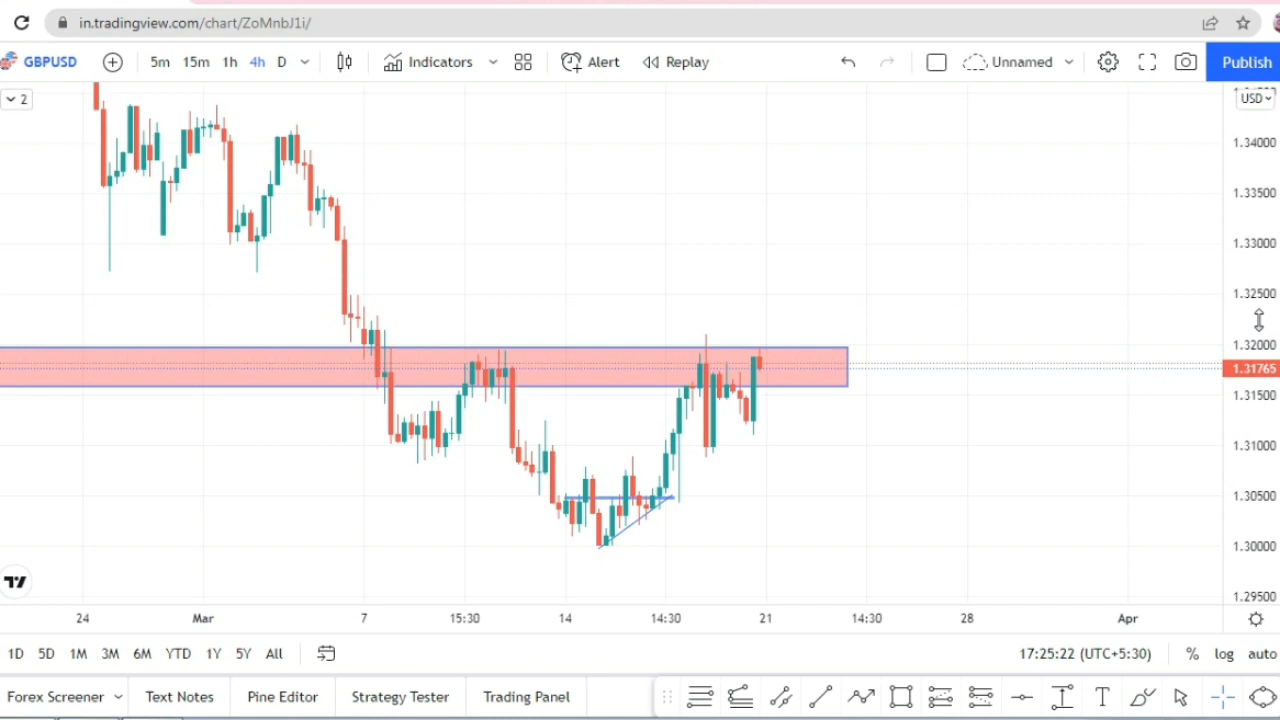 in.tradingview.com/chart/ZoMnbJ1i/
GBPUSD 5m 15m 1h 4h D Indicators Alert Replay Unnamed Publish
2
USD
1.34000
1.33500
1.33000
1.32500
1.32000
1.31765
1.31500
1.31000
1.30500
1.30000
1.29500
24 Mar 7 15:30 14 14:30 21 14:30 28 Apr
1D 5D 1M 3M 6M YTD 1Y 5Y All 17:25:22 (UTC+5:30) % log auto
Forex Screener Text Notes Pine Editor Strategy Tester Trading Panel